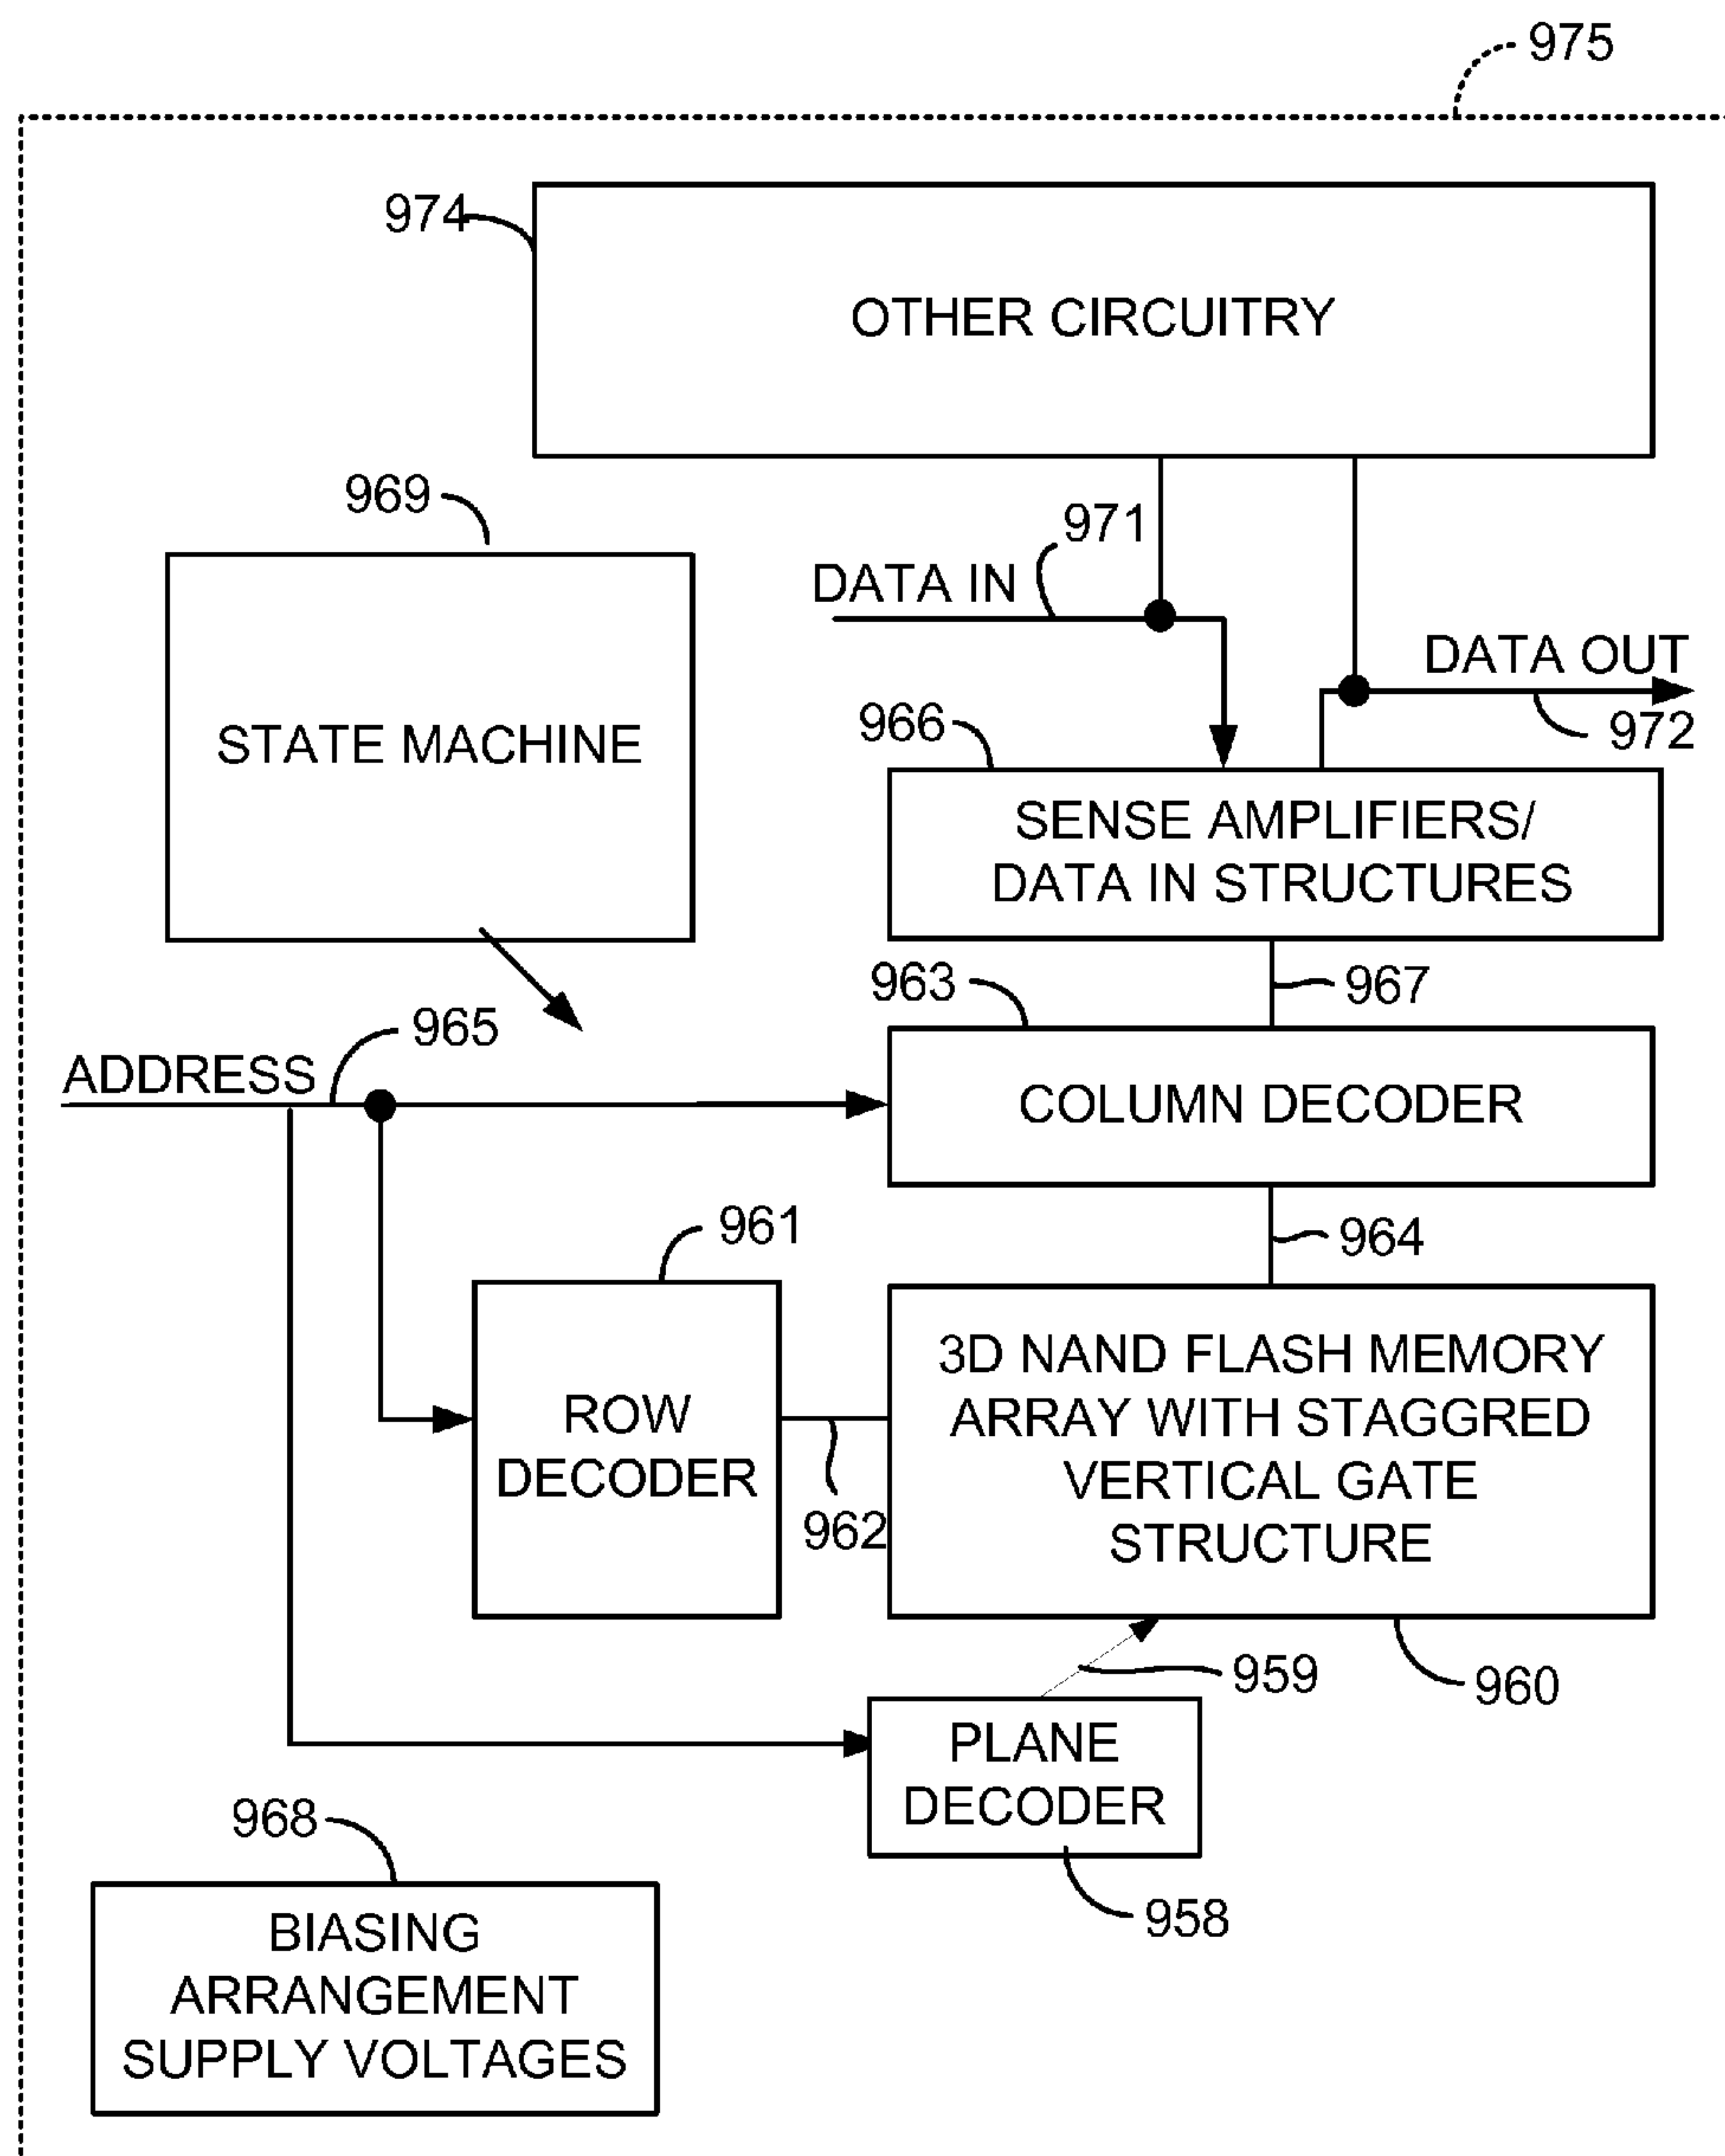 975
974
OTHER CIRCUITRY
969
971
DATA IN
DATA OUT
972
STATE MACHINE
966
SENSE AMPLIFIERS/
DATA IN STRUCTURES
963
967
965
ADDRESS
COLUMN DECODER
961
964
ROW
DECODER
962
3D NAND FLASH MEMORY
ARRAY WITH STAGGRED
VERTICAL GATE
STRUCTURE
959
960
PLANE
DECODER
958
968
BIASING
ARRANGEMENT
SUPPLY VOLTAGES